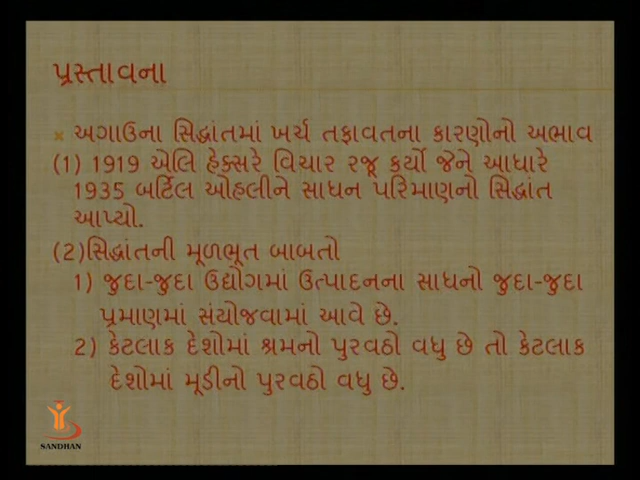 પ્રસ્તાવના
અગાઉના સિદ્ધાંતમાં ખર્ચ તફાવતના કારણોનો અભાવ
(1) 1919 એલિ હેક્સરે વિચાર રજૂ કર્યો જેને આધારે
1935 બર્ટિલ ઓહલીને સાધન પરિમાણનો સિદ્ધાંત
આપ્યો.
(2)સિદ્ધાંતની મૂળભૂત બાબતો
1) જુદા-જુદા ઉદ્યોગમાં ઉત્પાદનના સાધનો જુદા-જુદા
પ્રમાણમાં સંયોજવામાં આવે છે.
2) કેટલાક દેશોમાં શ્રમનો પુરવઠો વધુ છે તો કેટલાક
દેશોમાં મૂડીનો પુરવઠો વધુ છે.
SANDHAN